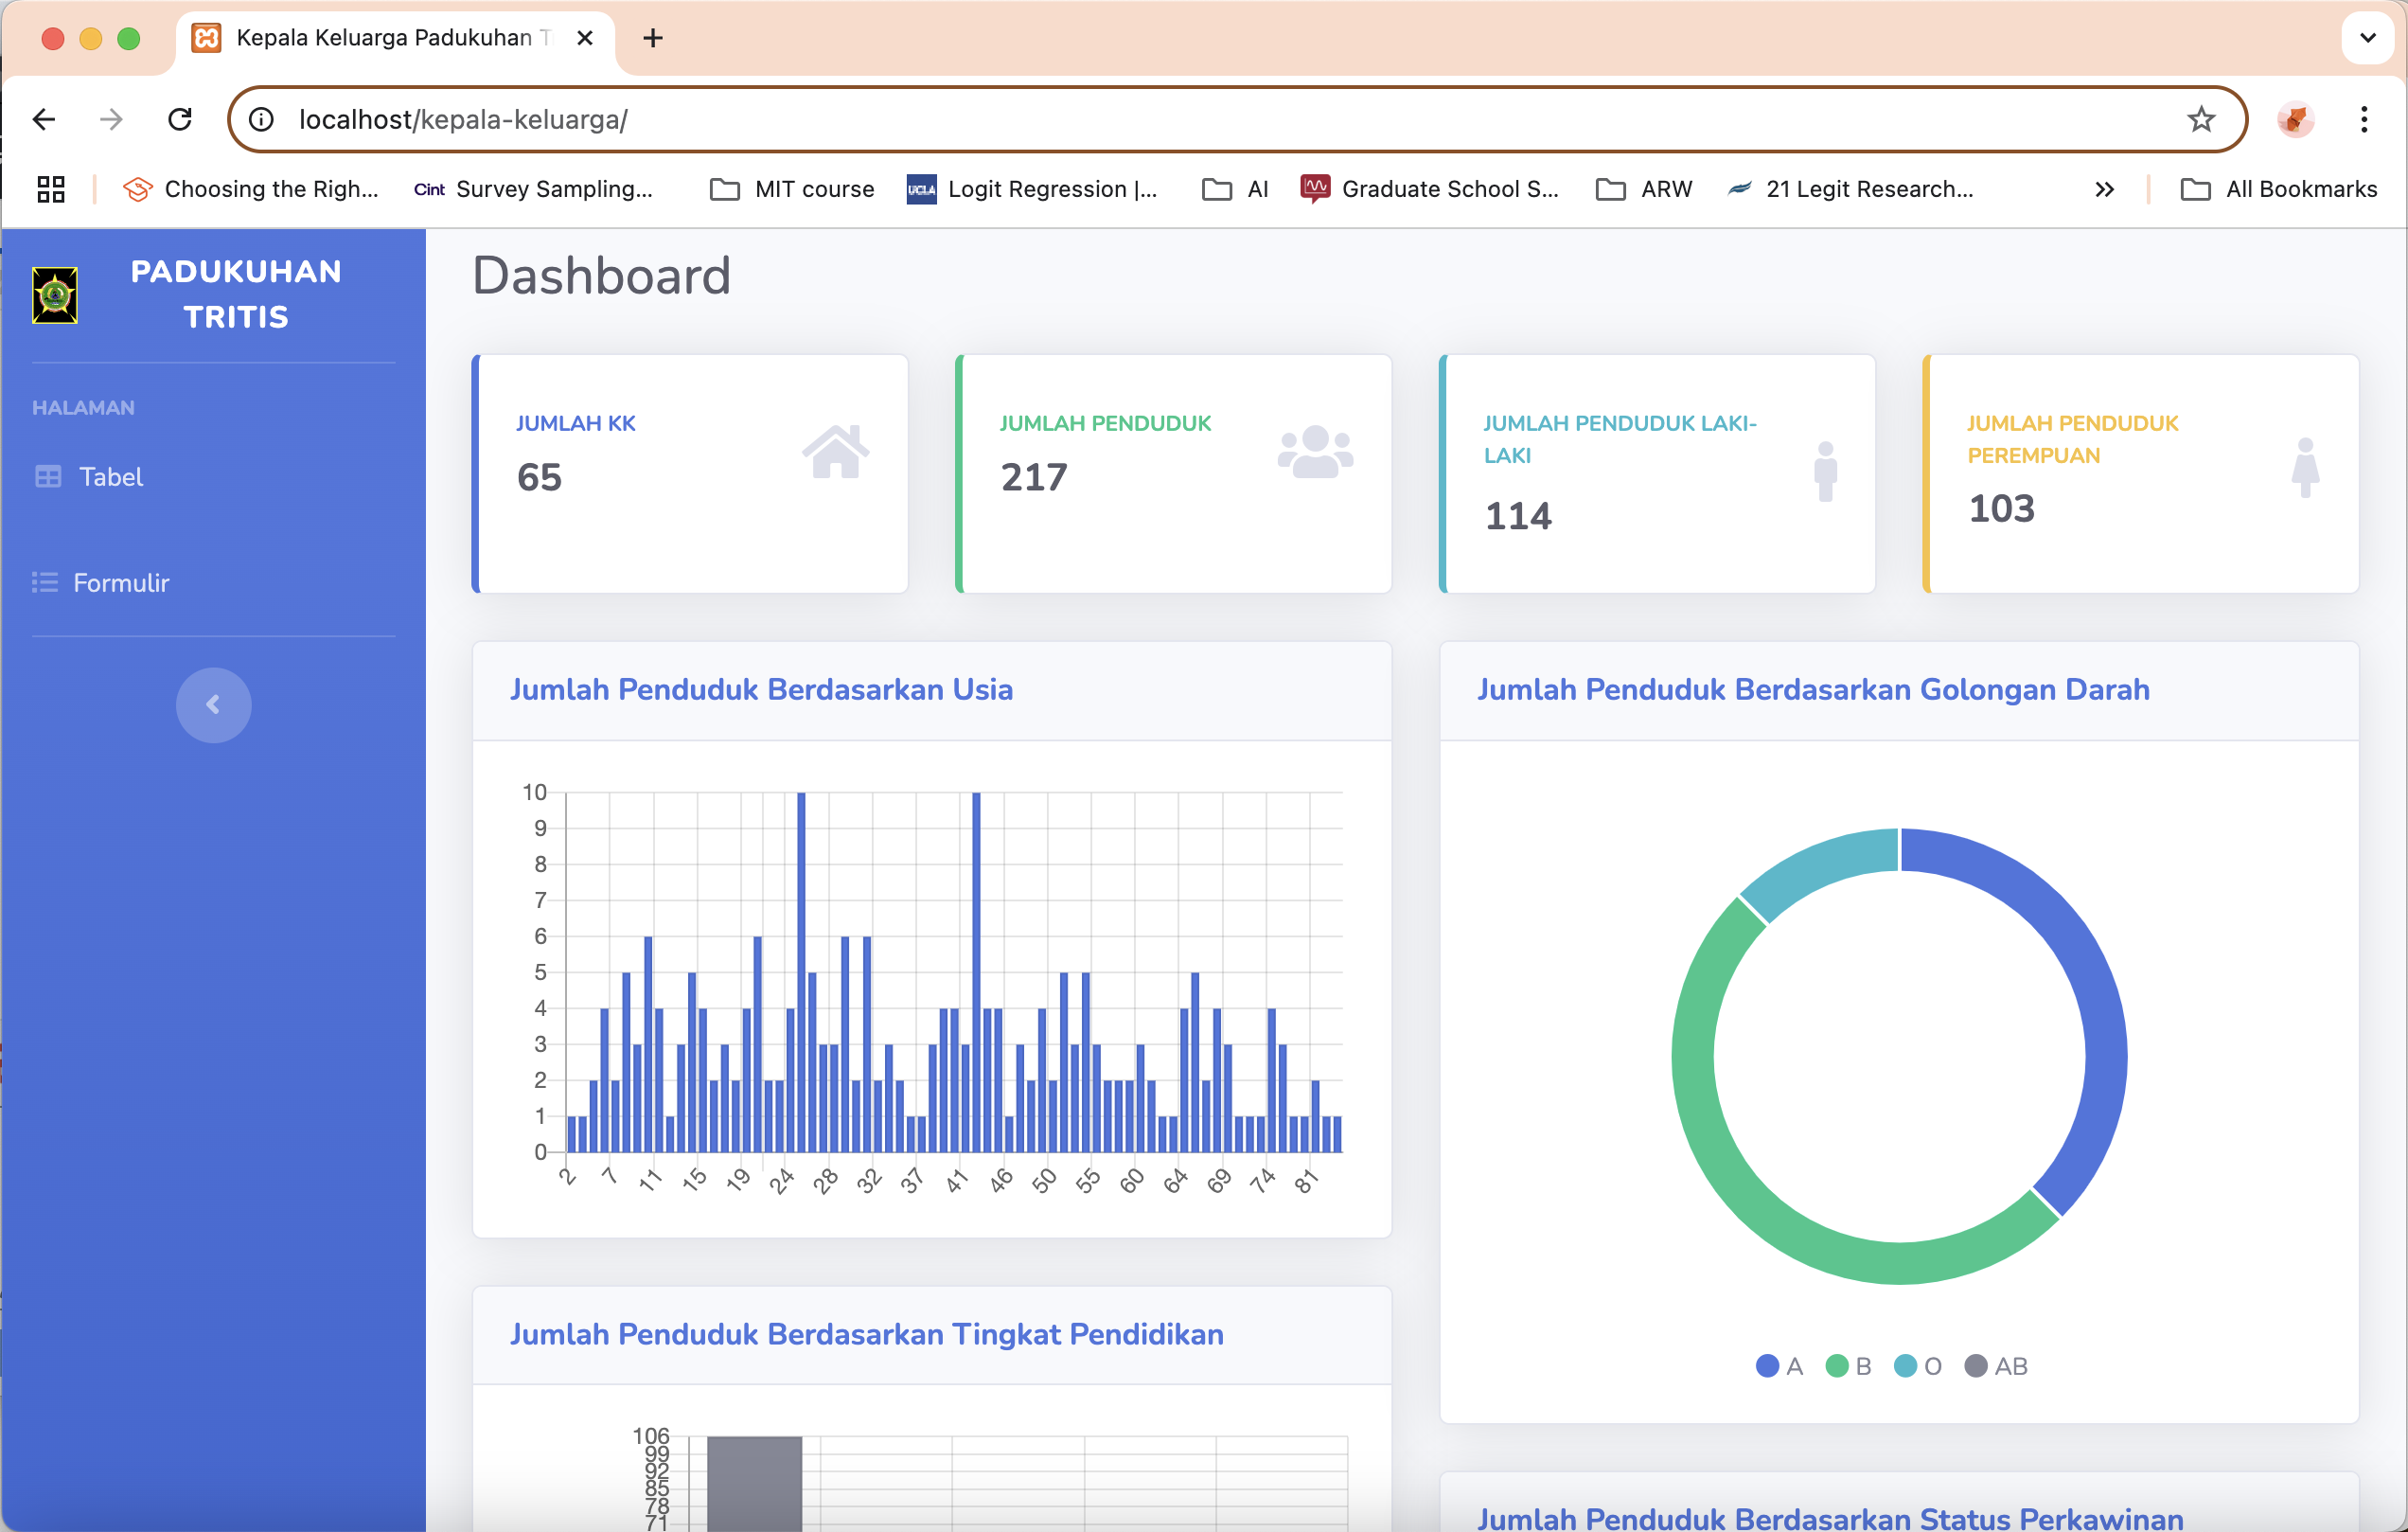 Kepala Keluarga Padukuhan T
localhost/kepala-keluarga/
Choosing the Righ...
Cint Survey Sampling...
MIT course
UCLA Logit Regression |...
AI
Graduate School S...
ARW
21 Legit Research...
All Bookmarks
PADUKUHAN
TRITIS
HALAMAN
Tabel
Formulir
Dashboard
JUMLAH KK
65
JUMLAH PENDUDUK
217
JUMLAH PENDUDUK LAKI-
LAKI
114
JUMLAH PENDUDUK
PEREMPUAN
103
Jumlah Penduduk Berdasarkan Usia
10
9
8
7
6
5
4
3
2
1
0
2 7 11 15 19 24 28 32 37 41 46 50 55 60 64 69 74 81
Jumlah Penduduk Berdasarkan Golongan Darah
A B O AB
Jumlah Penduduk Berdasarkan Tingkat Pendidikan
106
99
92
85
78
71
Jumlah Penduduk Berdasarkan Status Perkawinan